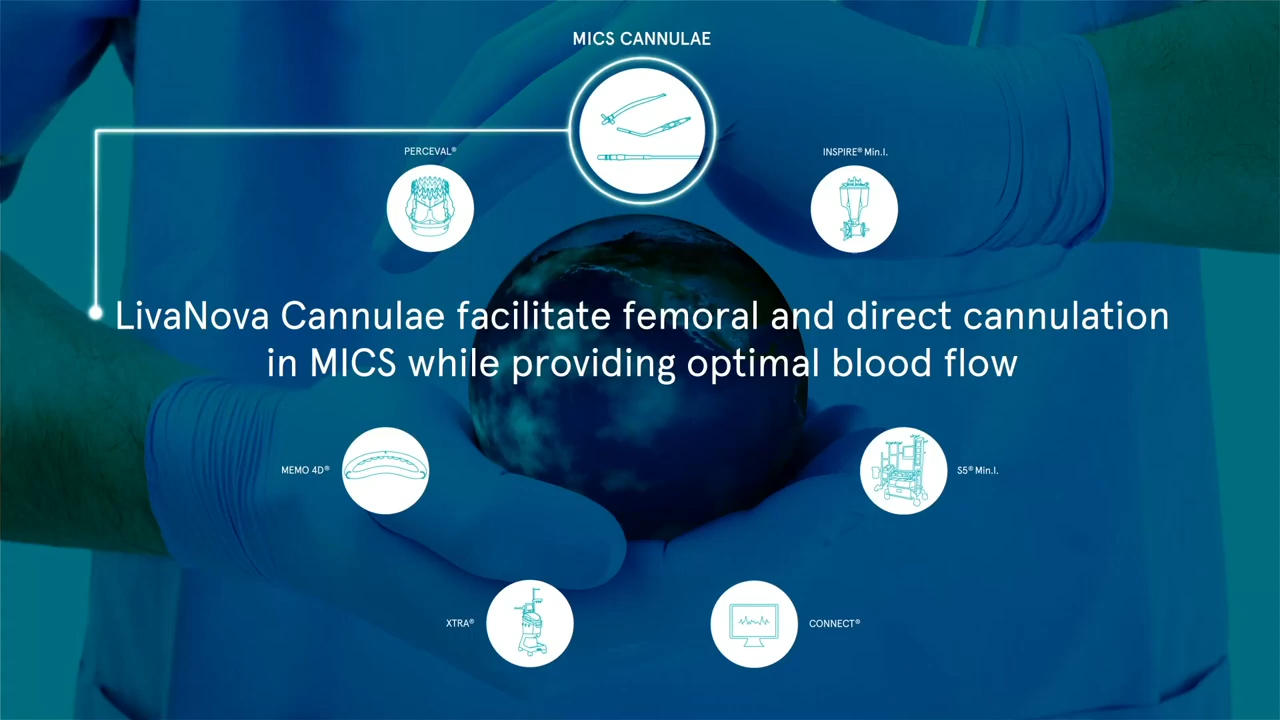 MICS CANNULAE
PERCEVAL®
INSPIRE® Min.I.
LivaNova Cannulae facilitate femoral and direct cannulation
in MICS while providing optimal blood flow
MEMO 4D®
S5® Min.I.
XTRA®
CONNECT®